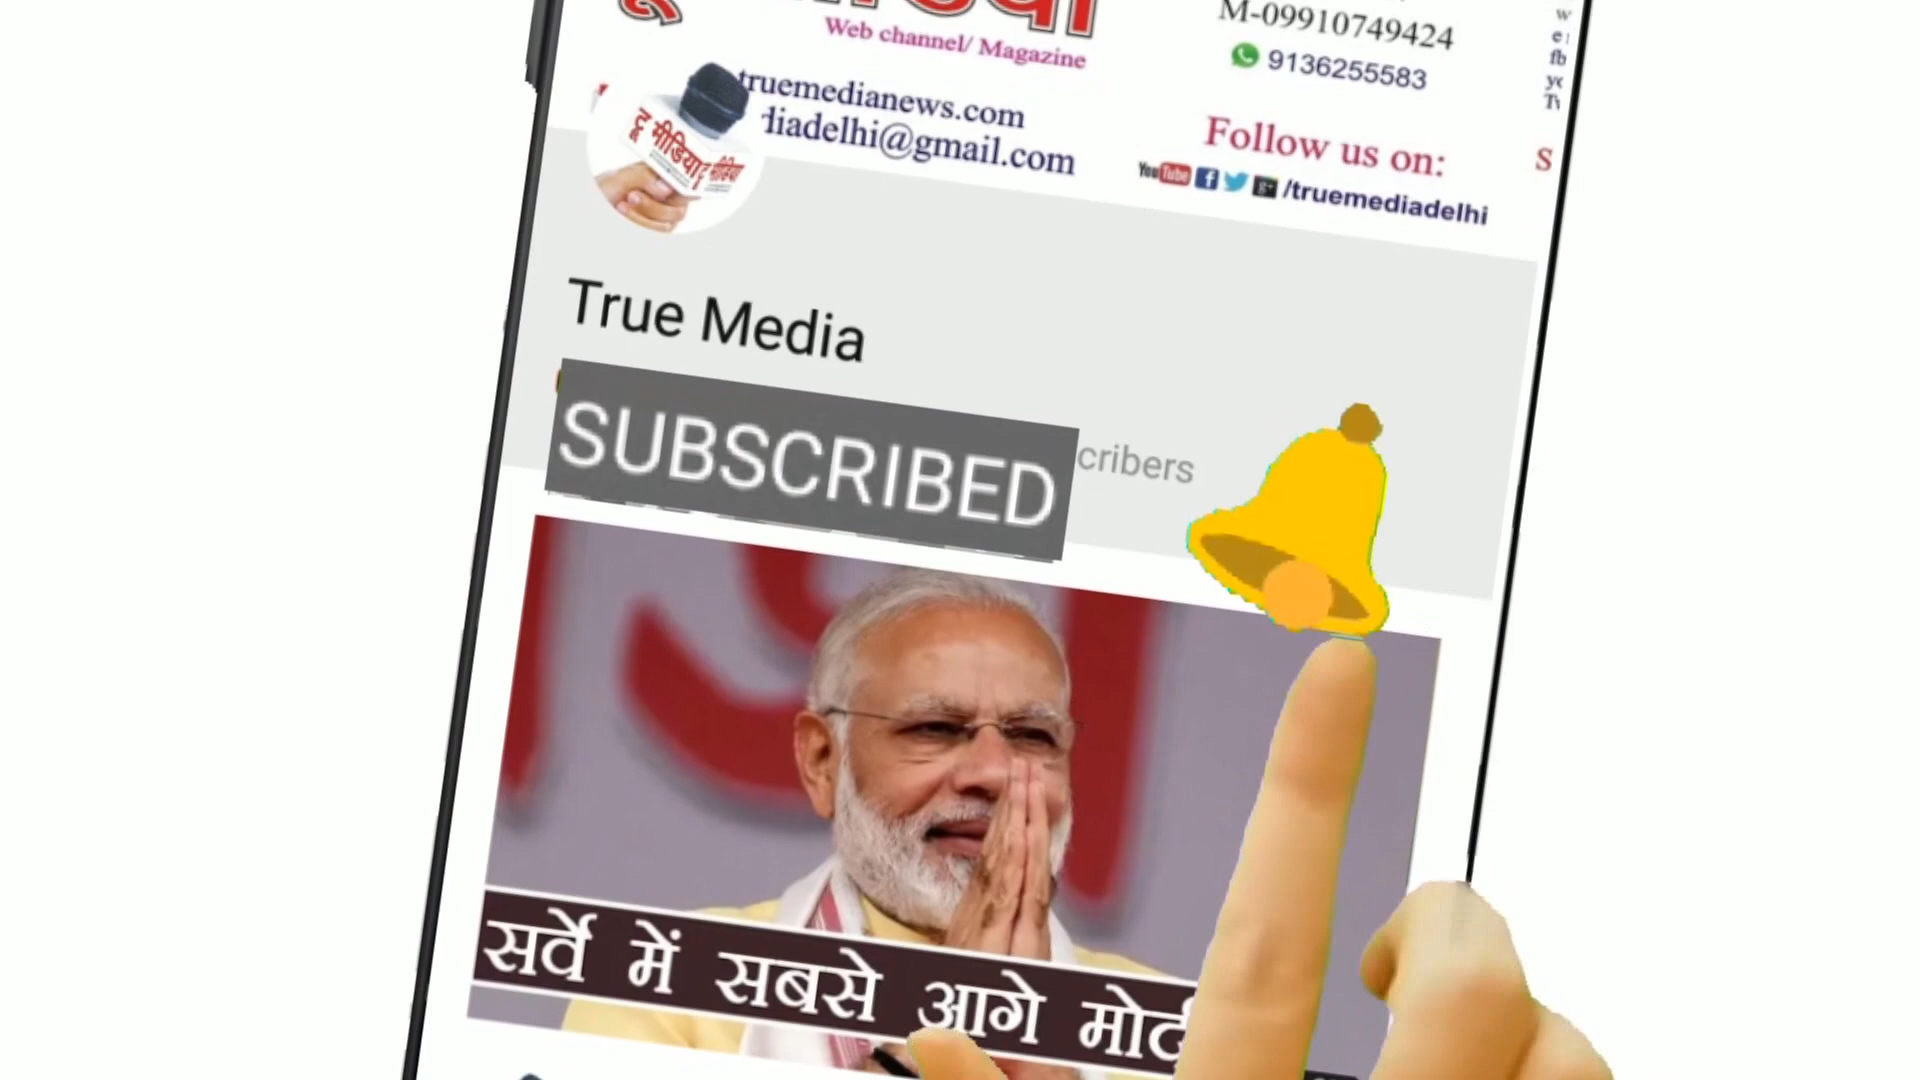 Web channel/ Magazine
M-09910749424
9136255583
truemedianews.com
diadelhi@gmail.com
Follow us on:
YouTube /truemediadelhi
S
टू मीडिया
True Media
SUBSCRIBED
cribers
सर्वे में सबसे आगे मोदी